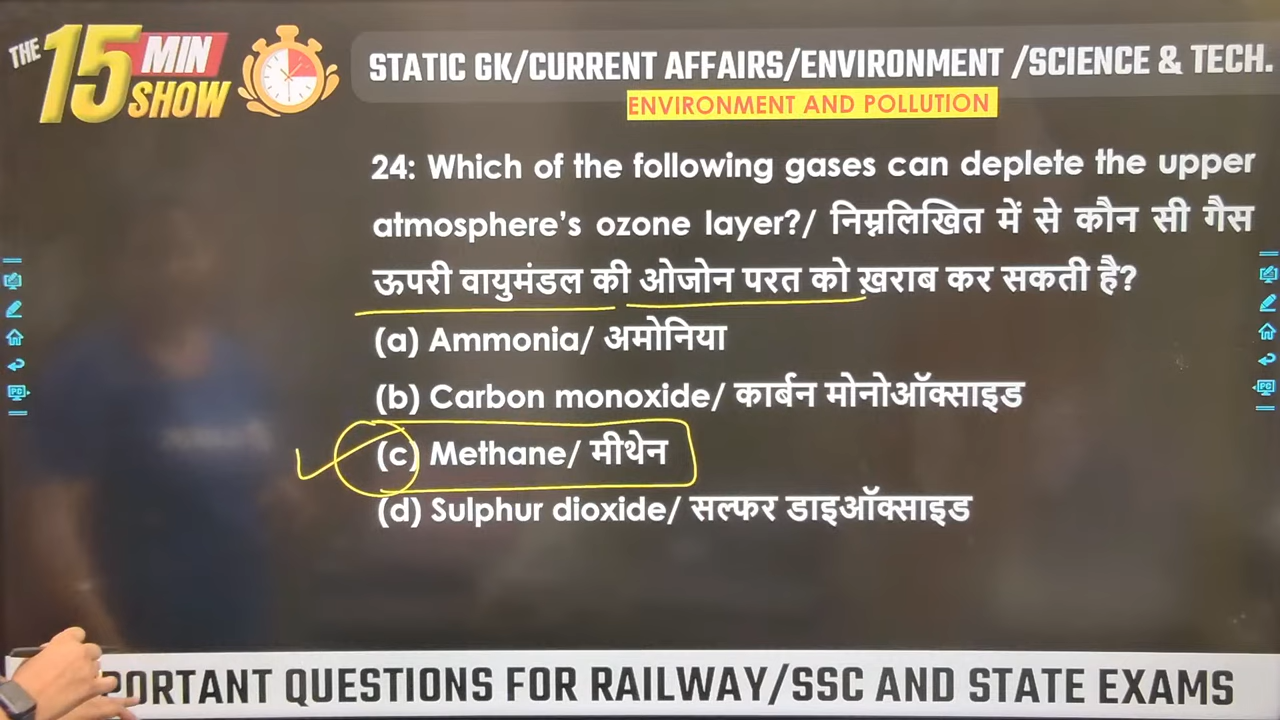 THE 15 MIN SHOW
STATIC GK/CURRENT AFFAIRS/ENVIRONMENT /SCIENCE & TECH.
ENVIRONMENT AND POLLUTION
24: Which of the following gases can deplete the upper
atmosphere's ozone layer?/ निम्नलिखित में से कौन सी गैस
ऊपरी वायुमंडल की ओजोन परत को ख़राब कर सकती है?
(a) Ammonia/ अमोनिया
(b) Carbon monoxide/ कार्बन मोनोऑक्साइड
(c) Methane/ मीथेन
(d) Sulphur dioxide/ सल्फर डाइऑक्साइड
PORTANT QUESTIONS FOR RAILWAY/SSC AND STATE EXAMS
PC
PC